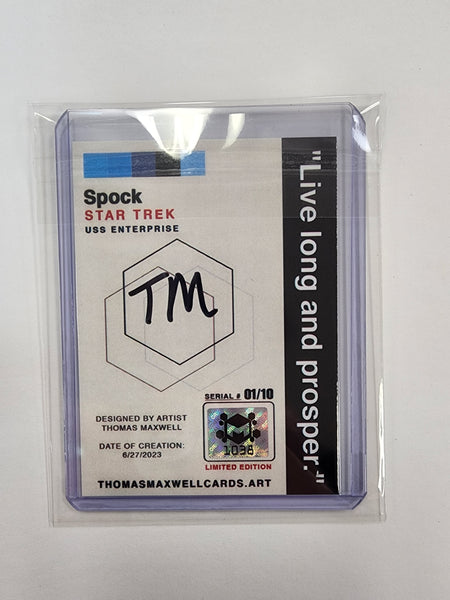 Spock
STAR TREK
USS ENTERPRISE
TM
SERIAL # 01/10
DESIGNED BY ARTIST
THOMAS MAXWELL
DATE OF CREATION:
6/27/2023
1038
LIMITED EDITION
THOMASMAXWELLCARDS.ART
"Live long and prosper."